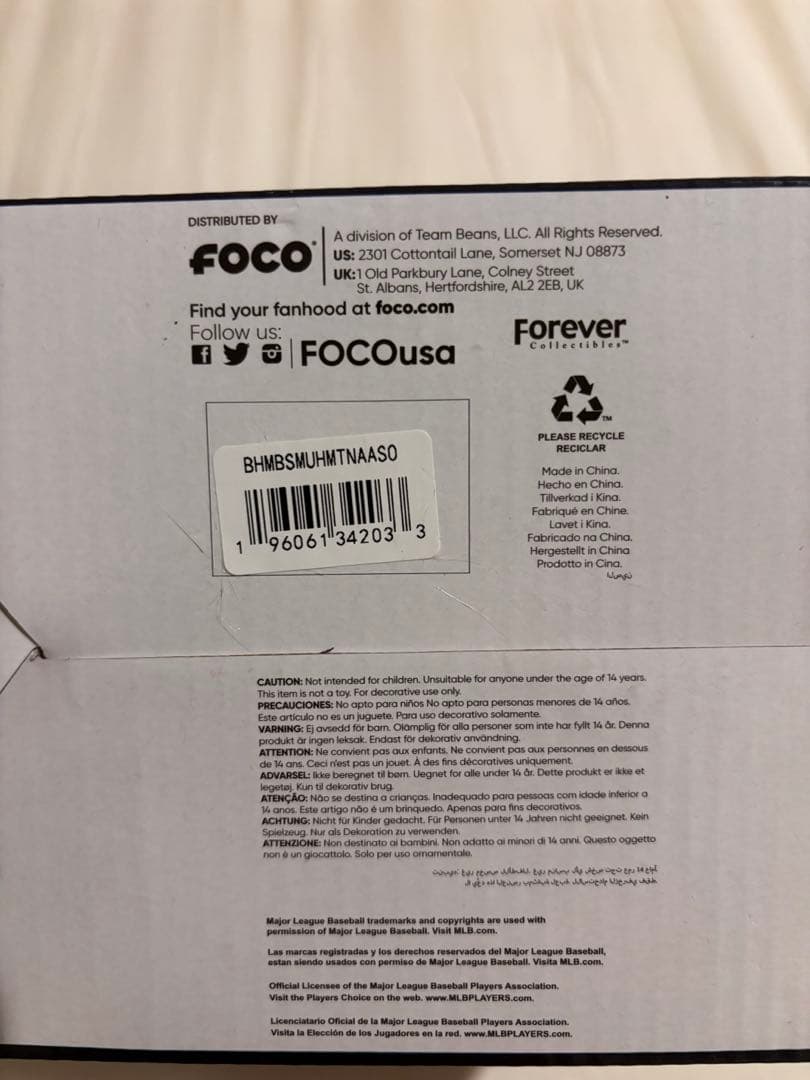 DISTRIBUTED BY
FOCO
A division of Team Beans, LLC. All Rights Reserved.
US: 2301 Cottontail Lane, Somerset NJ 08873
UK:1 Old Parkbury Lane, Colney Street
St. Albans, Hertfordshire, AL2 2EB, UK
Find your fanhood at foco.com
Follow us:
FOCOusa
Forever
Collectibles™
BHMBSMUHMTNAASO
1 96061 34203 3
TM
PLEASE RECYCLE
RECICLAR
Made in China.
Hecho en China.
Tillverkad i Kina.
Fabriqué en Chine.
Lavet i Kina.
Fabricado na China.
Hergestellt in China
Prodotto in Cina.
CAUTION: Not intended for children. Unsuitable for anyone under the age of 14 years.
This item is not a toy. For decorative use only.
PRECAUCIONES: No apto para niños No apto para personas menores de 14 años.
Este artículo no es un juguete. Para uso decorativo solamente.
VARNING: Ej avsedd för barn. Olämplig för alla personer som inte har fyllt 14 år. Denna
produkt är ingen leksak. Endast för dekorativ användning.
ATTENTION: Ne convient pas aux enfants. Ne convient pas aux personnes en dessous
de 14 ans. Ceci n'est pas un jouet. À des fins décoratives uniquement.
ADVARSEL: Ikke beregnet til børn. Uegnet for alle under 14 år. Dette produkt er ikke et
legetøj. Kun til dekorativ brug.
ATENÇÃO: Não se destina a crianças. Inadequado para pessoas com idade inferior a
14 anos. Este artigo não é um brinquedo. Apenas para fins decorativos.
ACHTUNG: Nicht für Kinder gedacht. Für Personen unter 14 Jahren nicht geeignet. Kein
Spielzeug. Nur als Dekoration zu verwenden.
ATTENZIONE: Non destinato ai bambini. Non adatto ai minori di 14 anni. Questo oggetto
non è un giocattolo. Solo per uso ornamentale.
Major League Baseball trademarks and copyrights are used with
permission of Major League Baseball. Visit MLB.com.
Las marcas registradas y los derechos reservados del Major League Baseball,
estan siendo usados con permiso de Major League Baseball. Visita MLB.com.
Official Licensee of the Major League Baseball Players Association.
Visit the Players Choice on the web. www.MLBPLAYERS.com.
Licenciatario Oficial de la Major League Baseball Players Association.
Visita la Elección de los Jugadores en la red. www.MLBPLAYERS.com.